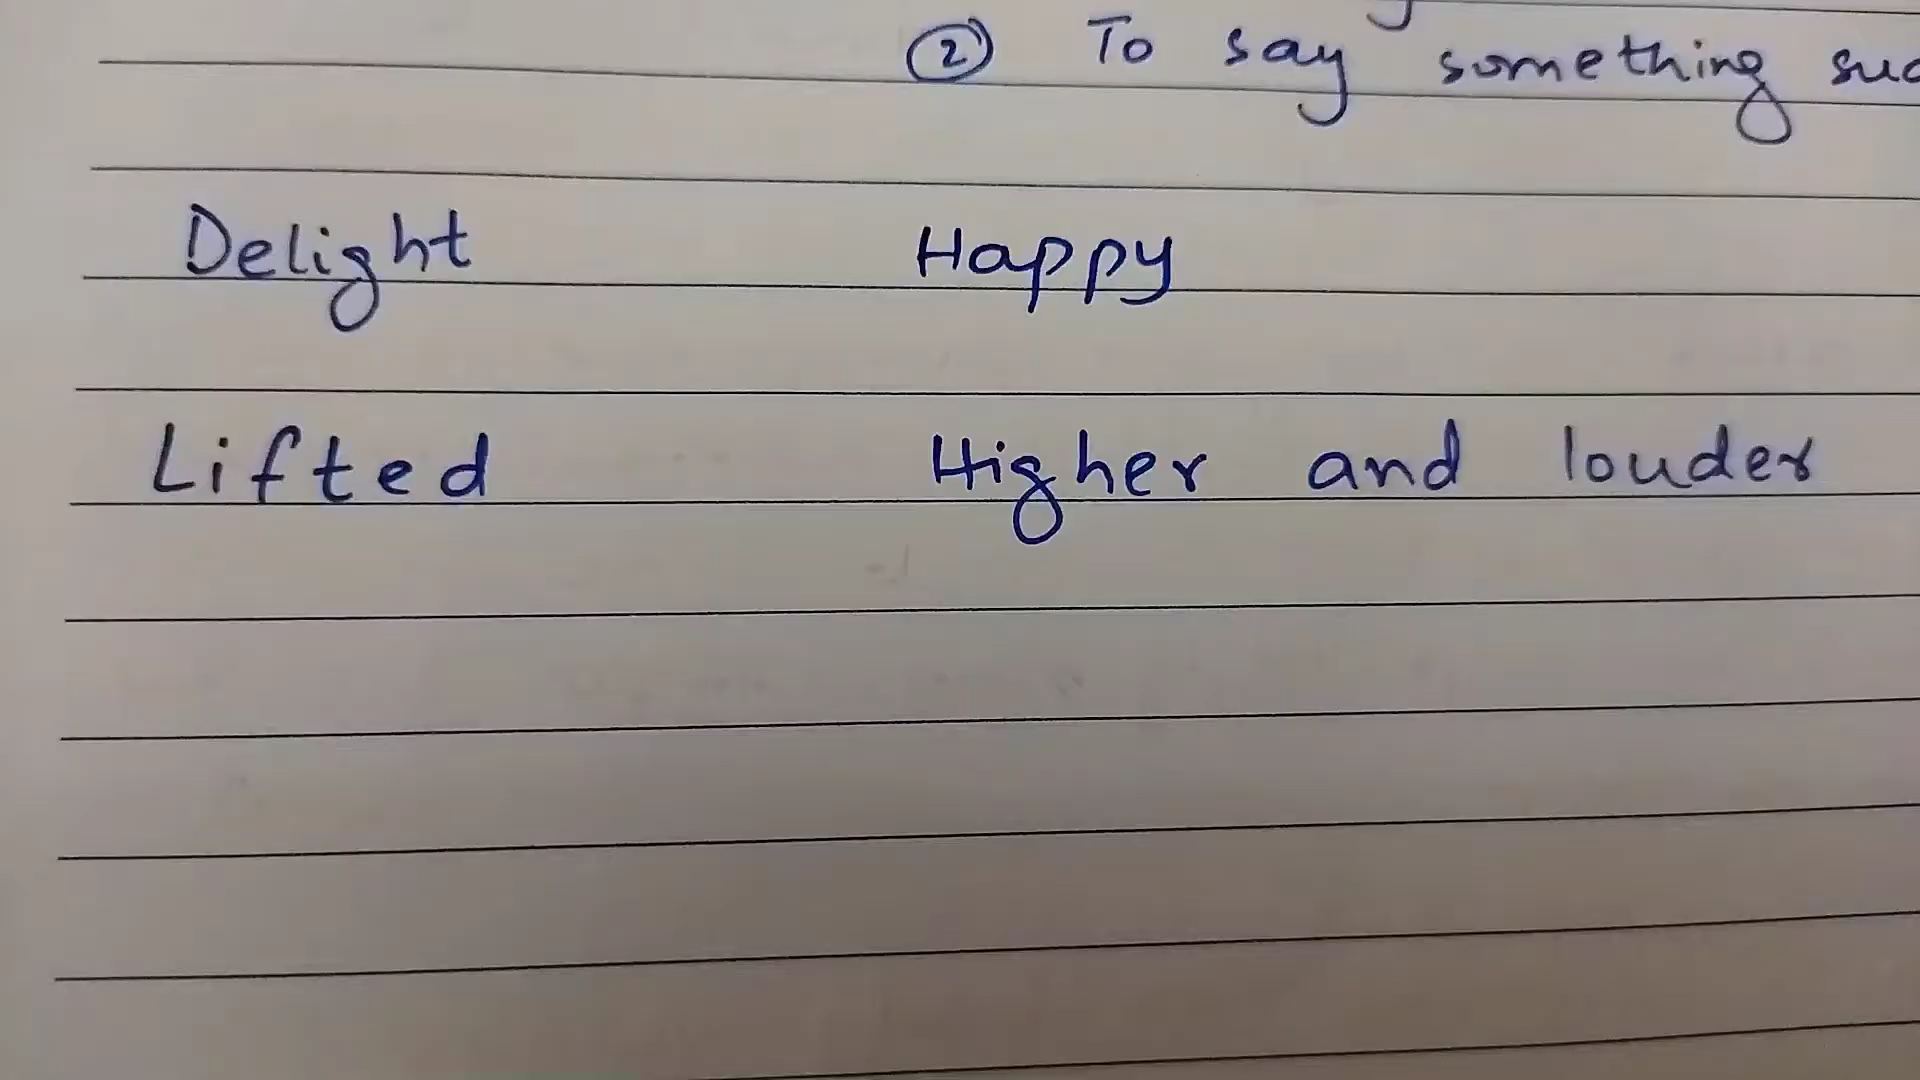 ② To say something
Delight Happy
Lifted Higher and louder